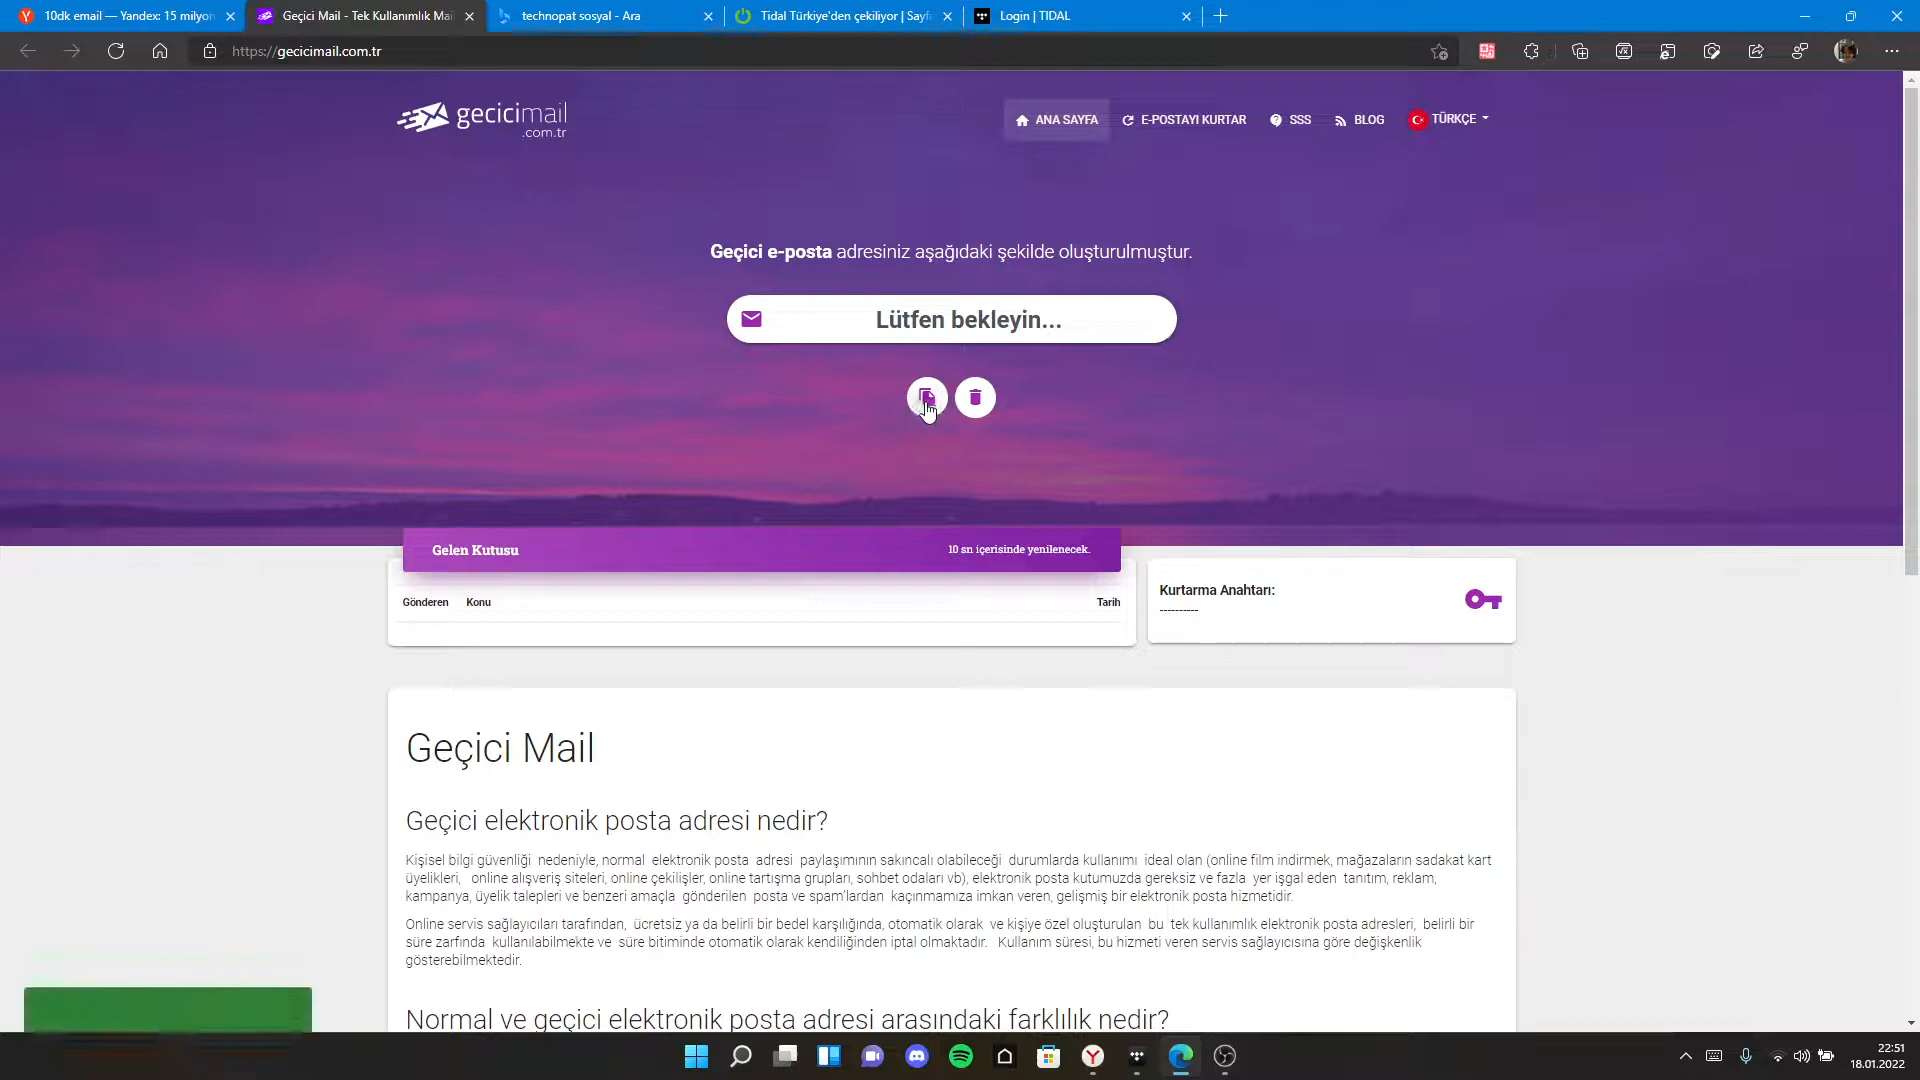 10dk email — Yandex: 15 milyon
Geçici Mail - Tek Kullanımlık Mail
technopat sosyal - Ara
Tidal Türkiye'den çekiliyor | Sayfa
Login | TIDAL
https://gecicimail.com.tr
gecicimail
.com.tr
ANA SAYFA
E-POSTAYI KURTAR
SSS
BLOG
TÜRKÇE
Geçici e-posta adresiniz aşağıdaki şekilde oluşturulmuştur.
Lütfen bekleyin...
Gelen Kutusu
10 sn içerisinde yenilenecek.
Gönderen
Konu
Tarih
Kurtarma Anahtarı:
----------
Geçici Mail
Geçici elektronik posta adresi nedir?
Kişisel bilgi güvenliği nedeniyle, normal elektronik posta adresi paylaşımının sakıncalı olabileceği durumlarda kullanımı ideal olan (online film indirmek, mağazaların sadakat kart
üyelikleri, online alışveriş siteleri, online çekilişler, online tartışma grupları, sohbet odaları vb), elektronik posta kutumuzda gereksiz ve fazla yer işgal eden tanıtım, reklam,
kampanya, üyelik talepleri ve benzeri amaçla gönderilen posta ve spam'lardan kaçınmamıza imkan veren, gelişmiş bir elektronik posta hizmetidir.
Online servis sağlayıcıları tarafından, ücretsiz ya da belirli bir bedel karşılığında, otomatik olarak ve kişiye özel oluşturulan bu tek kullanımlık elektronik posta adresleri, belirli bir
süre zarfında kullanılabilmekte ve süre bitiminde otomatik olarak kendiliğinden iptal olmaktadır. Kullanım süresi, bu hizmeti veren servis sağlayıcısına göre değişkenlik
gösterebilmektedir.
Normal ve geçici elektronik posta adresi arasındaki farklılık nedir?
22:51
18.01.2022